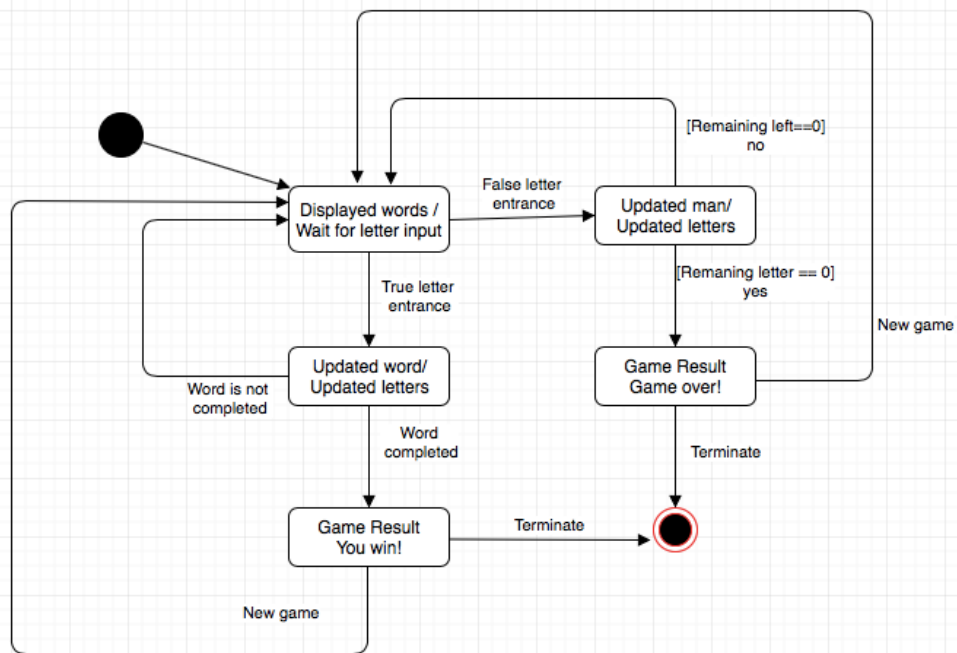 [Remaining left==0]
no
False letter
entrance
Displayed words /
Wait for letter input
Updated man/
Updated letters
[Remaning letter == 0]
yes
True letter
entrance
New game
Updated word/
Updated letters
Game Result
Game over!
Word is not
completed
Word
completed
Terminate
Game Result
You win!
Terminate
New game